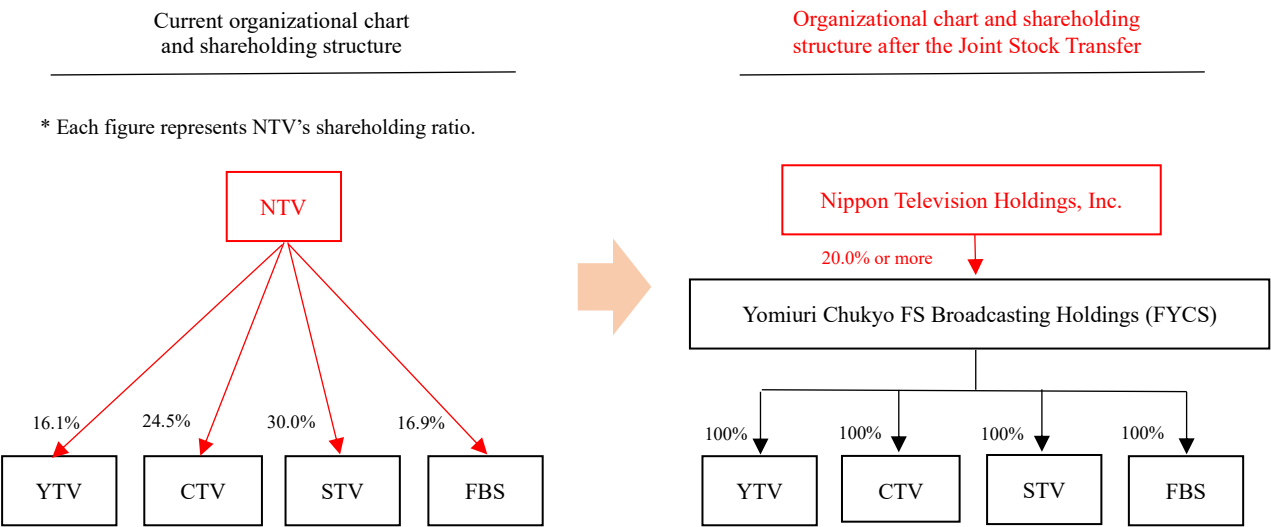 Current organizational chart
and shareholding structure
* Each figure represents NTV’s shareholding ratio.
NTV
16.1%
24.5%
30.0%
16.9%
YTV
CTV
STV
FBS
Organizational chart and shareholding
structure after the Joint Stock Transfer
Nippon Television Holdings, Inc.
20.0% or more
Yomiuri Chukyo FS Broadcasting Holdings (FYCS)
100%
100%
100%
100%
YTV
CTV
STV
FBS